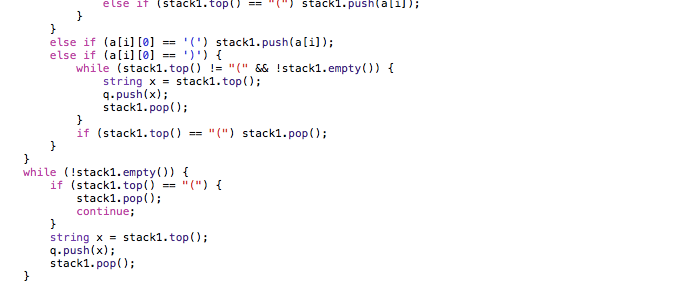 else if (stack1.top() == "(") stack1.push(a[i]);
}
}
else if (a[i][0] == '(') stack1.push(a[i]);
else if (a[i][0] == ')') {
while (stack1.top() != "(" && !stack1.empty()) {
string x = stack1.top();
q.push(x);
stack1.pop();
}
if (stack1.top() == "(") stack1.pop();
}
}
while (!stack1.empty()) {
if (stack1.top() == "(") {
stack1.pop();
continue;
}
string x = stack1.top();
q.push(x);
stack1.pop();
}